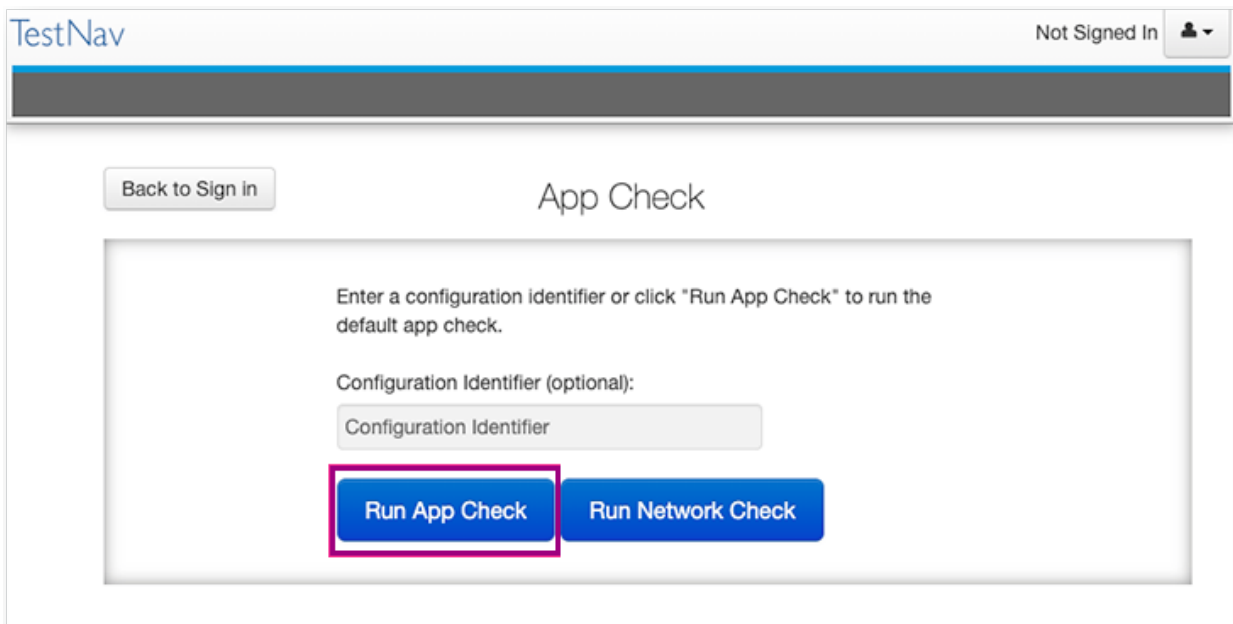 TestNav
Not Signed In
Back to Sign in
App Check
Enter a configuration identifier or click "Run App Check" to run the
default app check.
Configuration Identifier (optional):
Configuration Identifier
Run App Check
Run Network Check